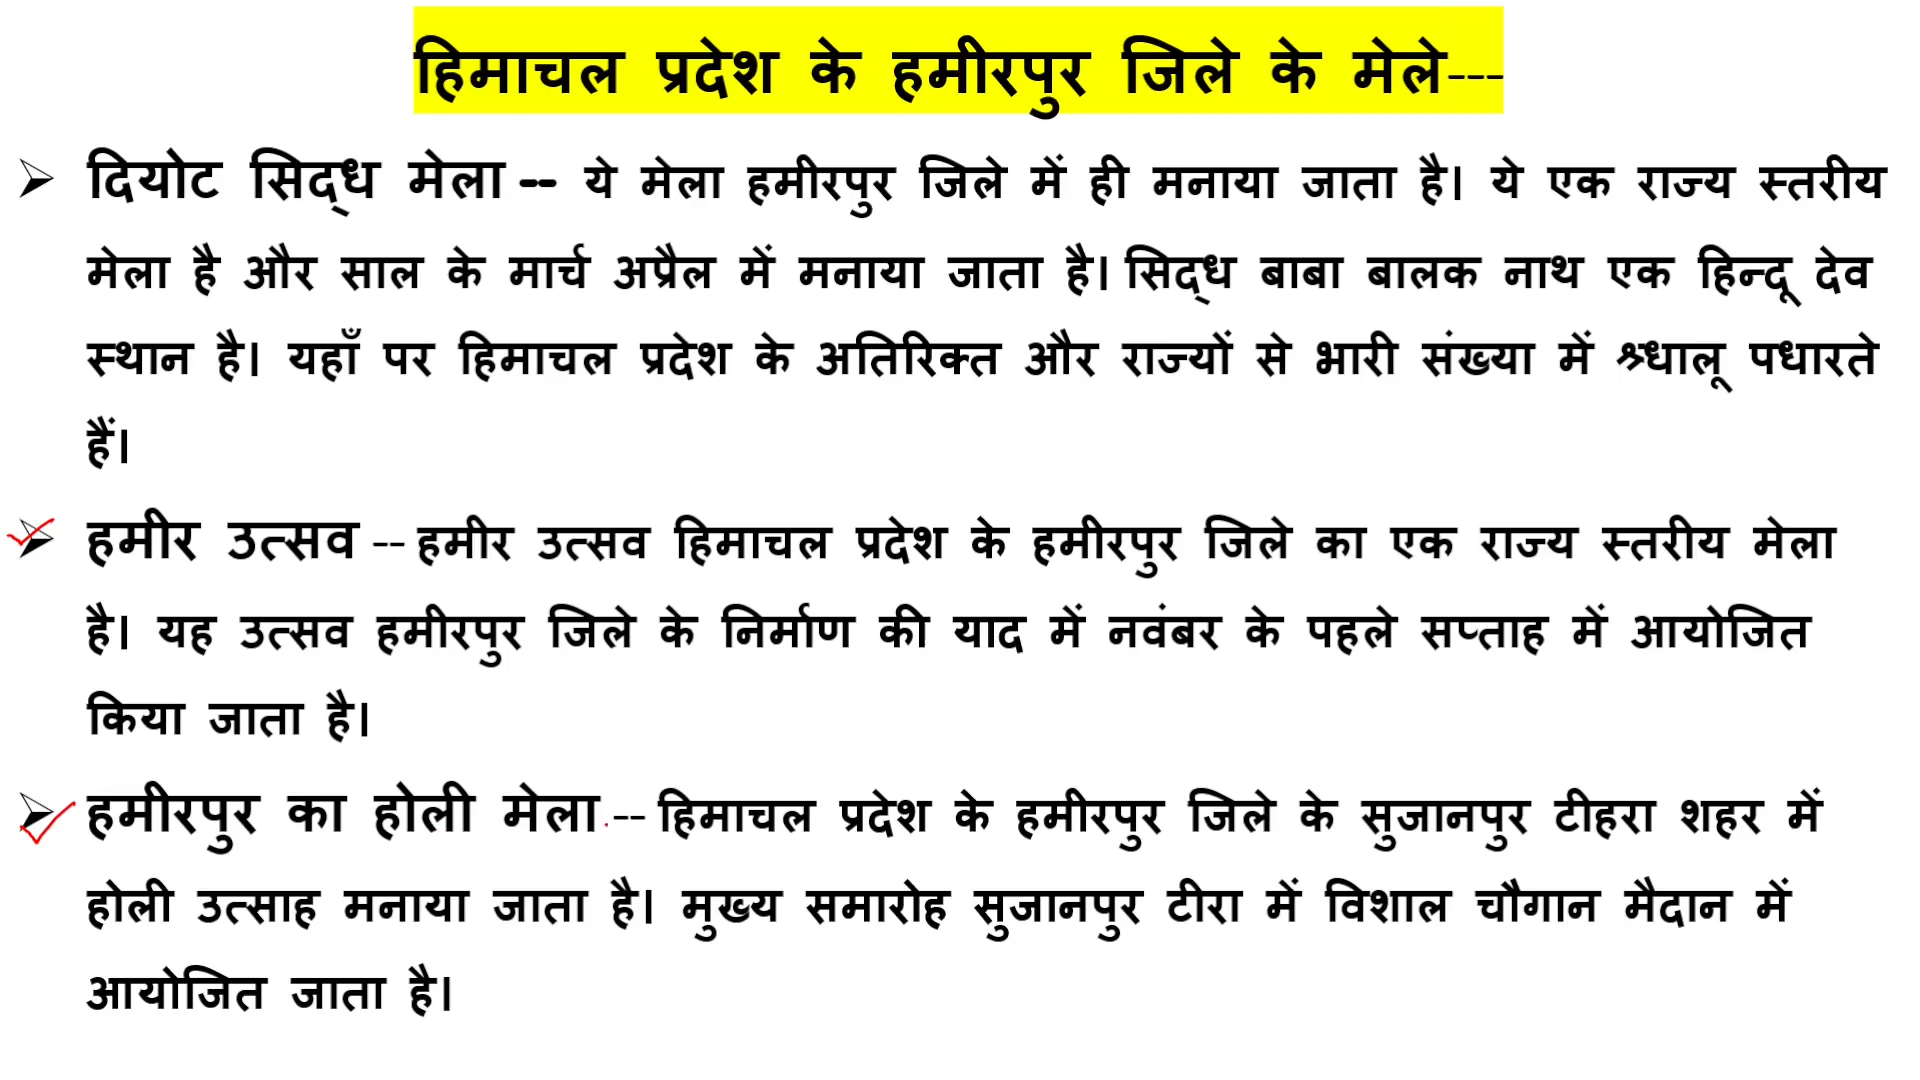 हिमाचल प्रदेश के हमीरपुर जिले के मेले---
➢ दियोट सिद्ध मेला -- ये मेला हमीरपुर जिले में ही मनाया जाता है। ये एक राज्य स्तरीय
मेला है और साल के मार्च अप्रैल में मनाया जाता है। सिद्ध बाबा बालक नाथ एक हिन्दू देव
स्थान है। यहाँ पर हिमाचल प्रदेश के अतिरिक्त और राज्यों से भारी संख्या में श्र्धालू पधारते
हैं।
➢ हमीर उत्सव -- हमीर उत्सव हिमाचल प्रदेश के हमीरपुर जिले का एक राज्य स्तरीय मेला
है। यह उत्सव हमीरपुर जिले के निर्माण की याद में नवंबर के पहले सप्ताह में आयोजित
किया जाता है।
➢ हमीरपुर का होली मेला -- हिमाचल प्रदेश के हमीरपुर जिले के सुजानपुर टीहरा शहर में
होली उत्साह मनाया जाता है। मुख्य समारोह सुजानपुर टीरा में विशाल चौगान मैदान में
आयोजित जाता है।